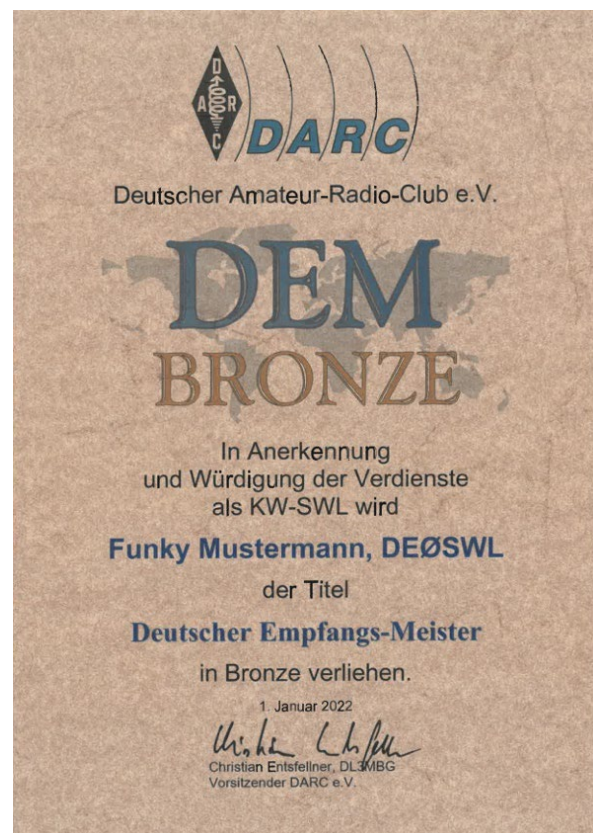 D
A R
C
DARC
Deutscher Amateur-Radio-Club e.V.
DEM
BRONZE
In Anerkennung
und Würdigung der Verdienste
als KW-SWL wird
Funky Mustermann, DEØSWL
der Titel
Deutscher Empfangs-Meister
in Bronze verliehen.
1. Januar 2022
Christian Entsfellner, DL3MBG
Vorsitzender DARC e.V.